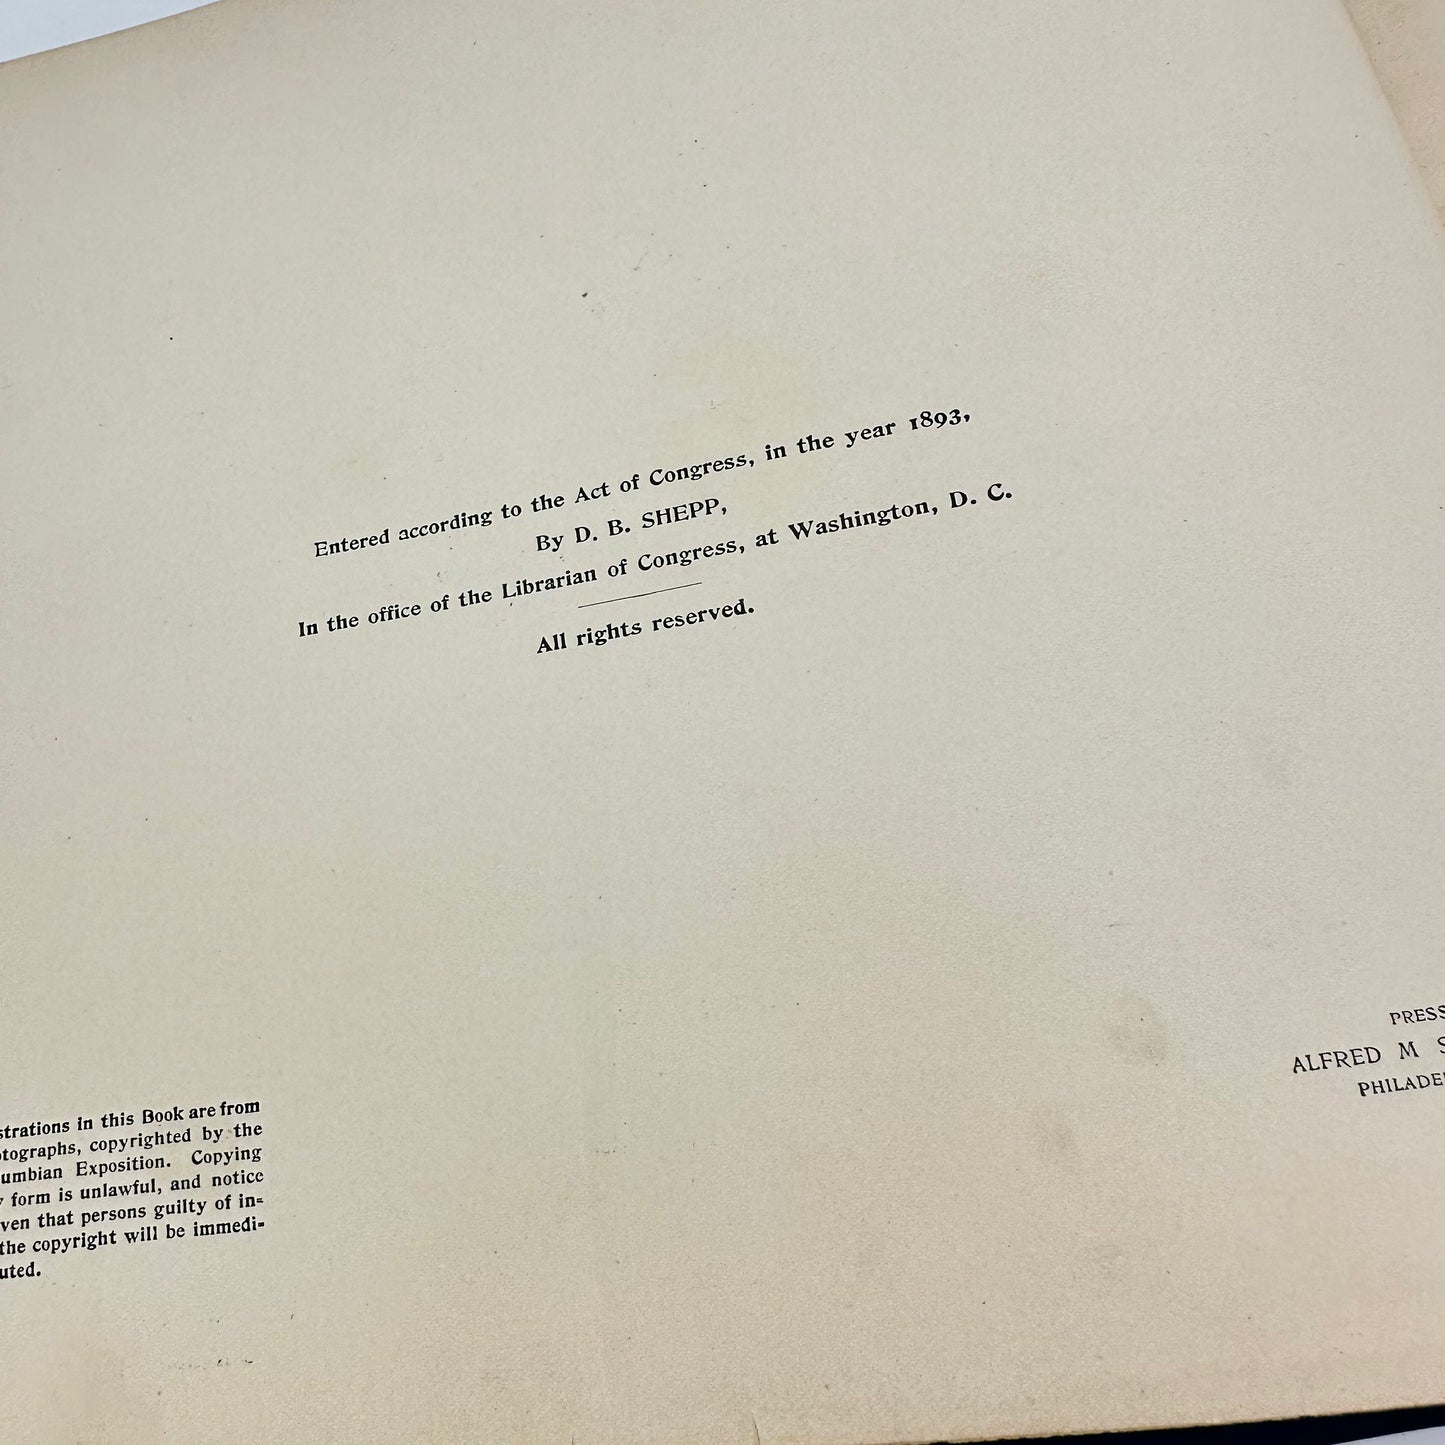 Entered according to the Act of Congress, in the year 1893,
By D. B. SHEPP,
In the office of the Librarian of Congress, at Washington, D. C.
All rights reserved.
strations in this Book are from
tographs, copyrighted by the
umbian Exposition. Copying
form is unlawful, and notice
ven that persons guilty of in-
the copyright will be immedi-
uted.
PRESS
ALFRED M S
PHILADE